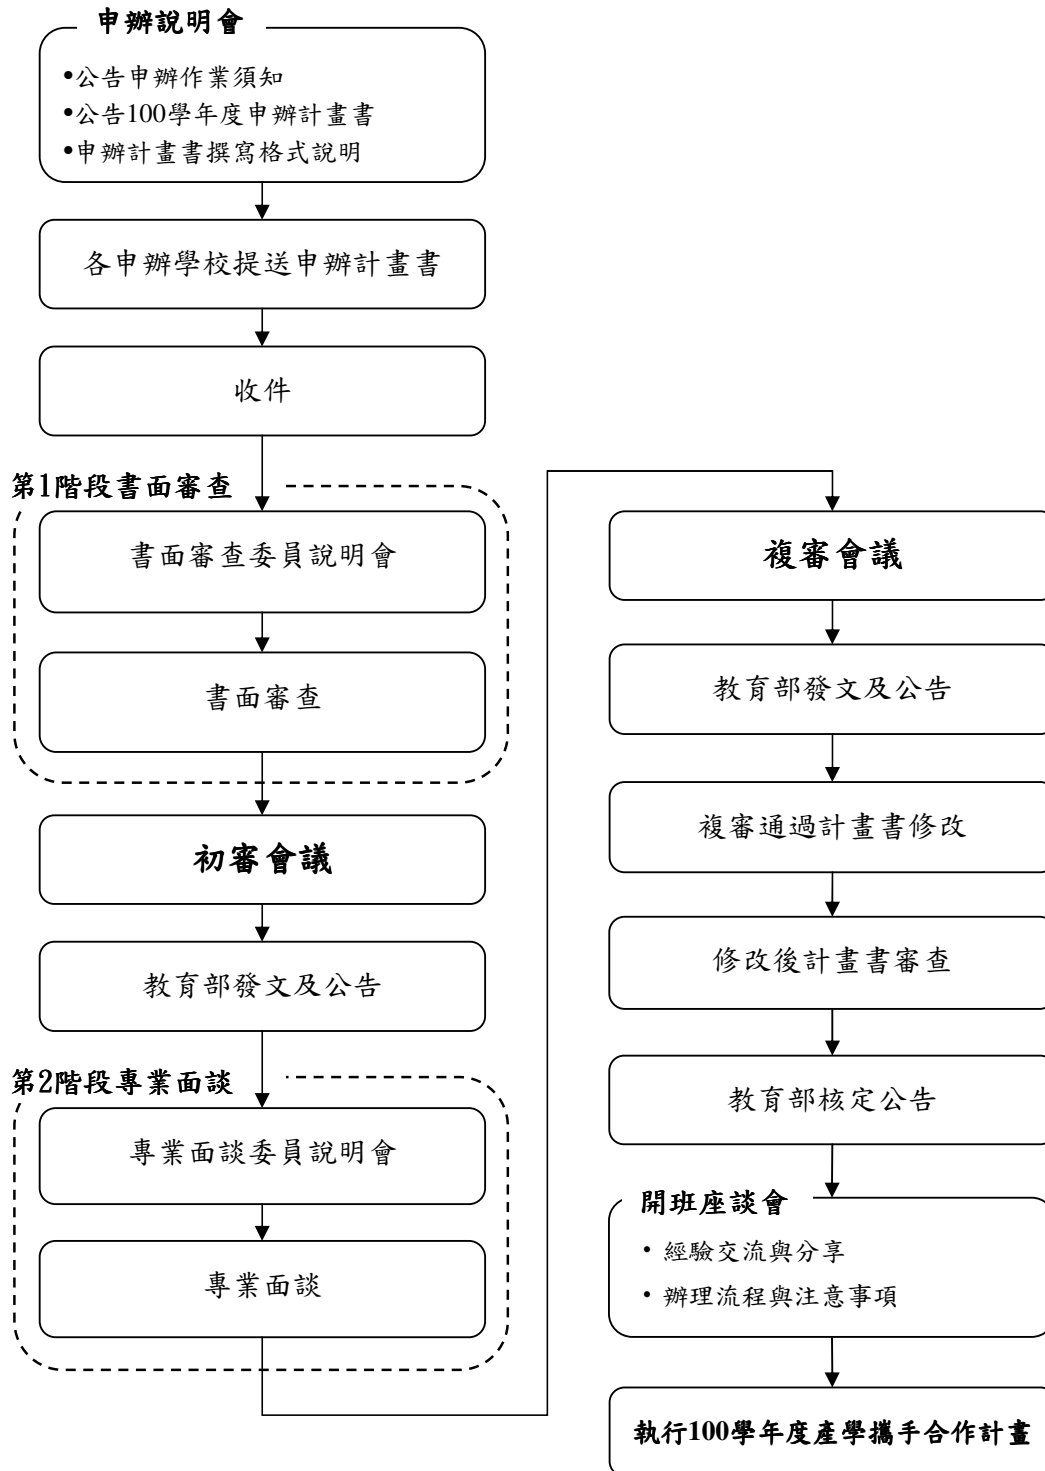 申辦說明會
•公告申辦作業須知
•公告100學年度申辦計畫書
•申辦計畫書撰寫格式說明
各申辦學校提送申辦計畫書
收件
第1階段書面審查
書面審查委員說明會
書面審查
初審會議
教育部發文及公告
第2階段專業面談
專業面談委員說明會
專業面談
複審會議
教育部發文及公告
複審通過計畫書修改
修改後計畫書審查
教育部核定公告
開班座談會
• 經驗交流與分享
• 辦理流程與注意事項
執行100學年度產學攜手合作計畫